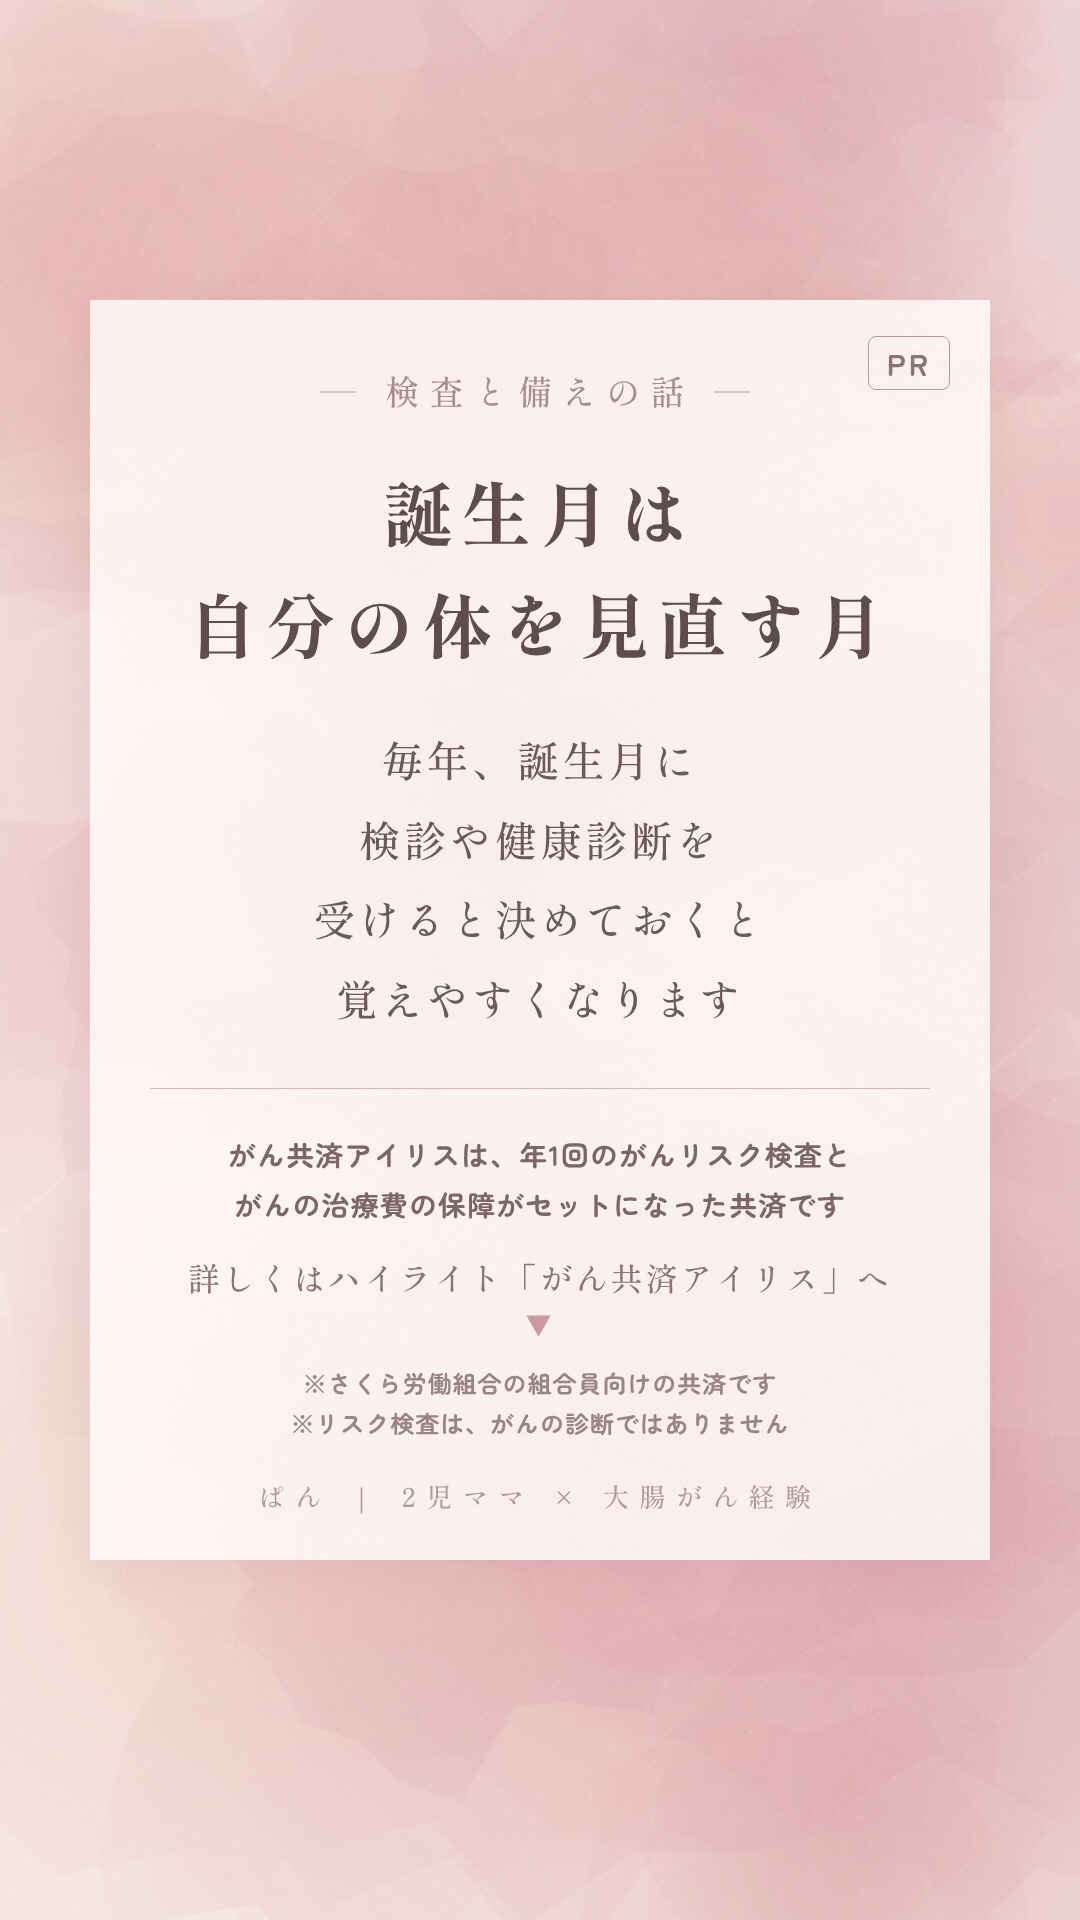 PR
― 検査と備えの話 ―
誕生月は
自分の体を見直す月
毎年、誕生月に
検診や健康診断を
受けると決めておくと
覚えやすくなります
がん共済アイリスは、年1回のがんリスク検査と
がんの治療費の保障がセットになった共済です
詳しくはハイライト「がん共済アイリス」へ
▼
※さくら労働組合の組合員向けの共済です
※リスク検査は、がんの診断ではありません
ぱん ｜ 2児ママ × 大腸がん経験